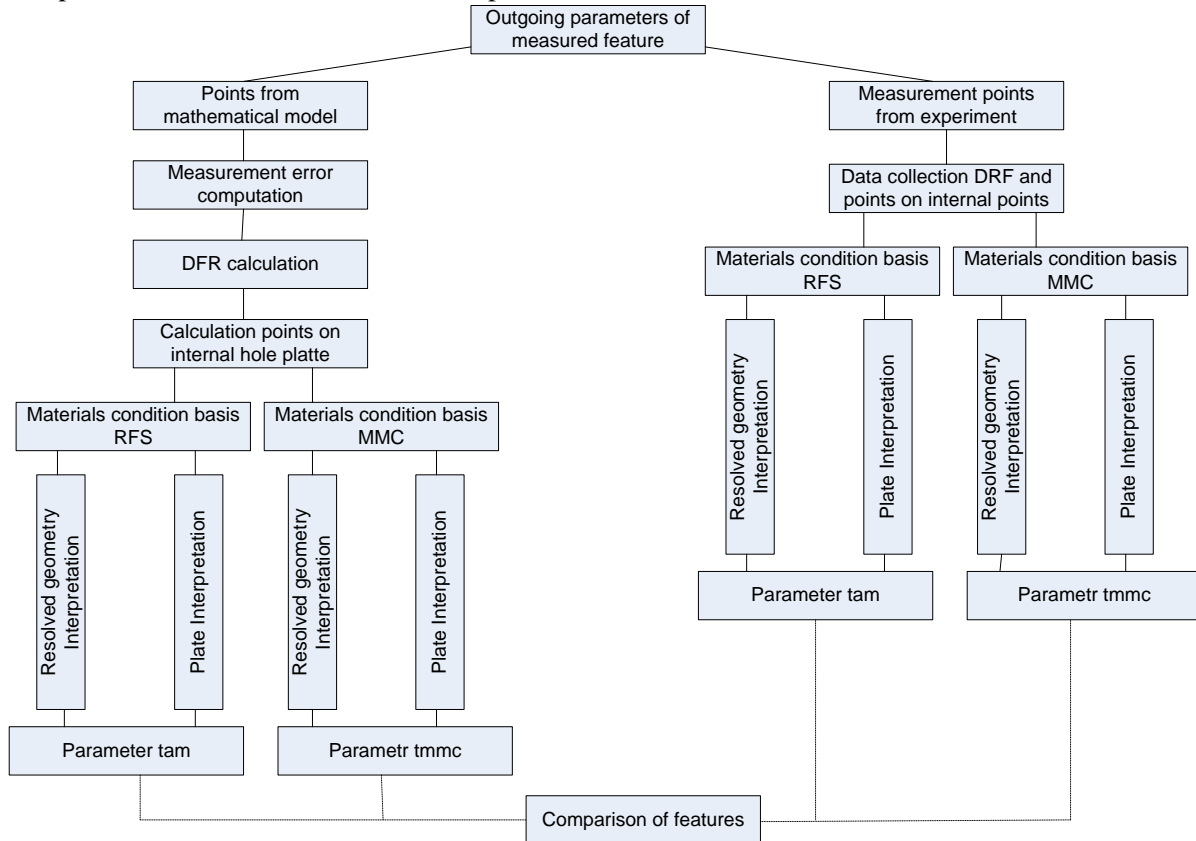 Outgoing parameters of
measured feature
Points from
mathematical model
Measurement error
computation
DFR calculation
Calculation points on
internal hole platte
Materials condition basis
RFS
Materials condition basis
MMC
Resolved geometry
Interpretation
Plate Interpretation
Resolved geometry
Interpretation
Plate Interpretation
Parameter tam
Parametr tmmc
Measurement points
from experiment
Data collection DRF and
points on internal points
Materials condition basis
RFS
Materials condition basis
MMC
Resolved geometry
Interpretation
Plate Interpretation
Resolved geometry
Interpretation
Plate Interpretation
Parameter tam
Parametr tmmc
Comparison of features